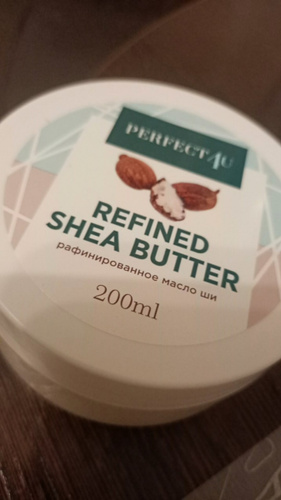 PERFECT4U
REFINED
SHEA BUTTER
рафинированное масло ши
200ml